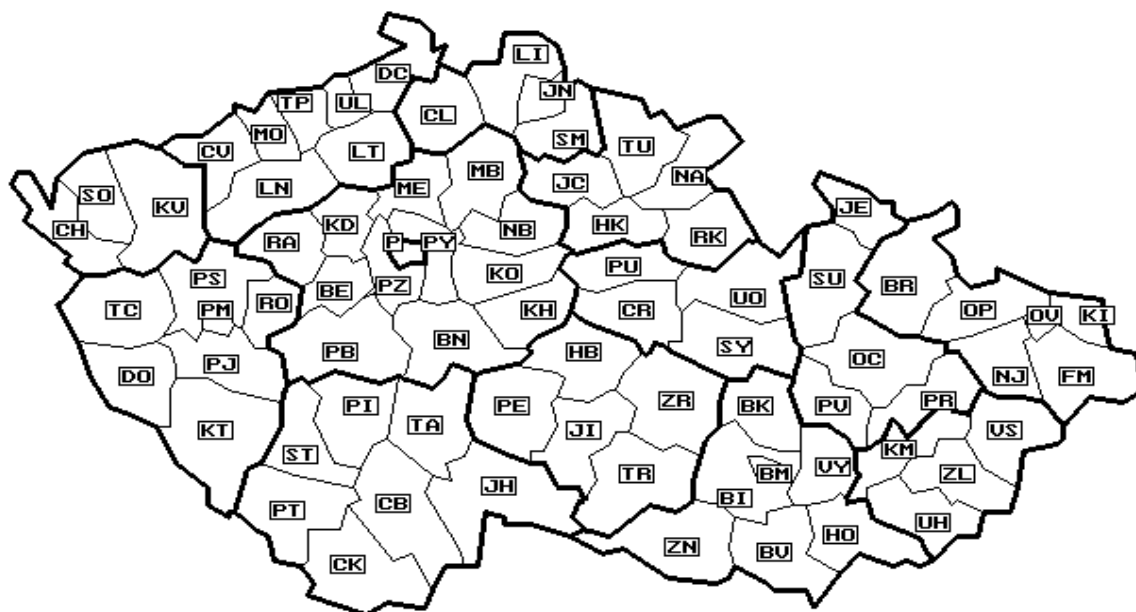 LI
DC
JN
TP
UL
CL
MO
SM
CV
LT
TU
MB
NA
LN
ME
JC
SO
KV
JE
CH
KD
NB
HK
RA
P
PY
RK
PS
KO
PU
SU
BR
BE
PZ
TC
RO
UO
OP
PM
KH
CR
OV
KI
PB
BN
SY
PJ
HB
OC
DO
NJ
FM
PI
PE
ZR
BK
PV
PR
KT
TA
JI
VS
ST
KM
TR
BM
VY
ZL
JH
PT
CB
BI
UH
HO
ZN
BV
CK